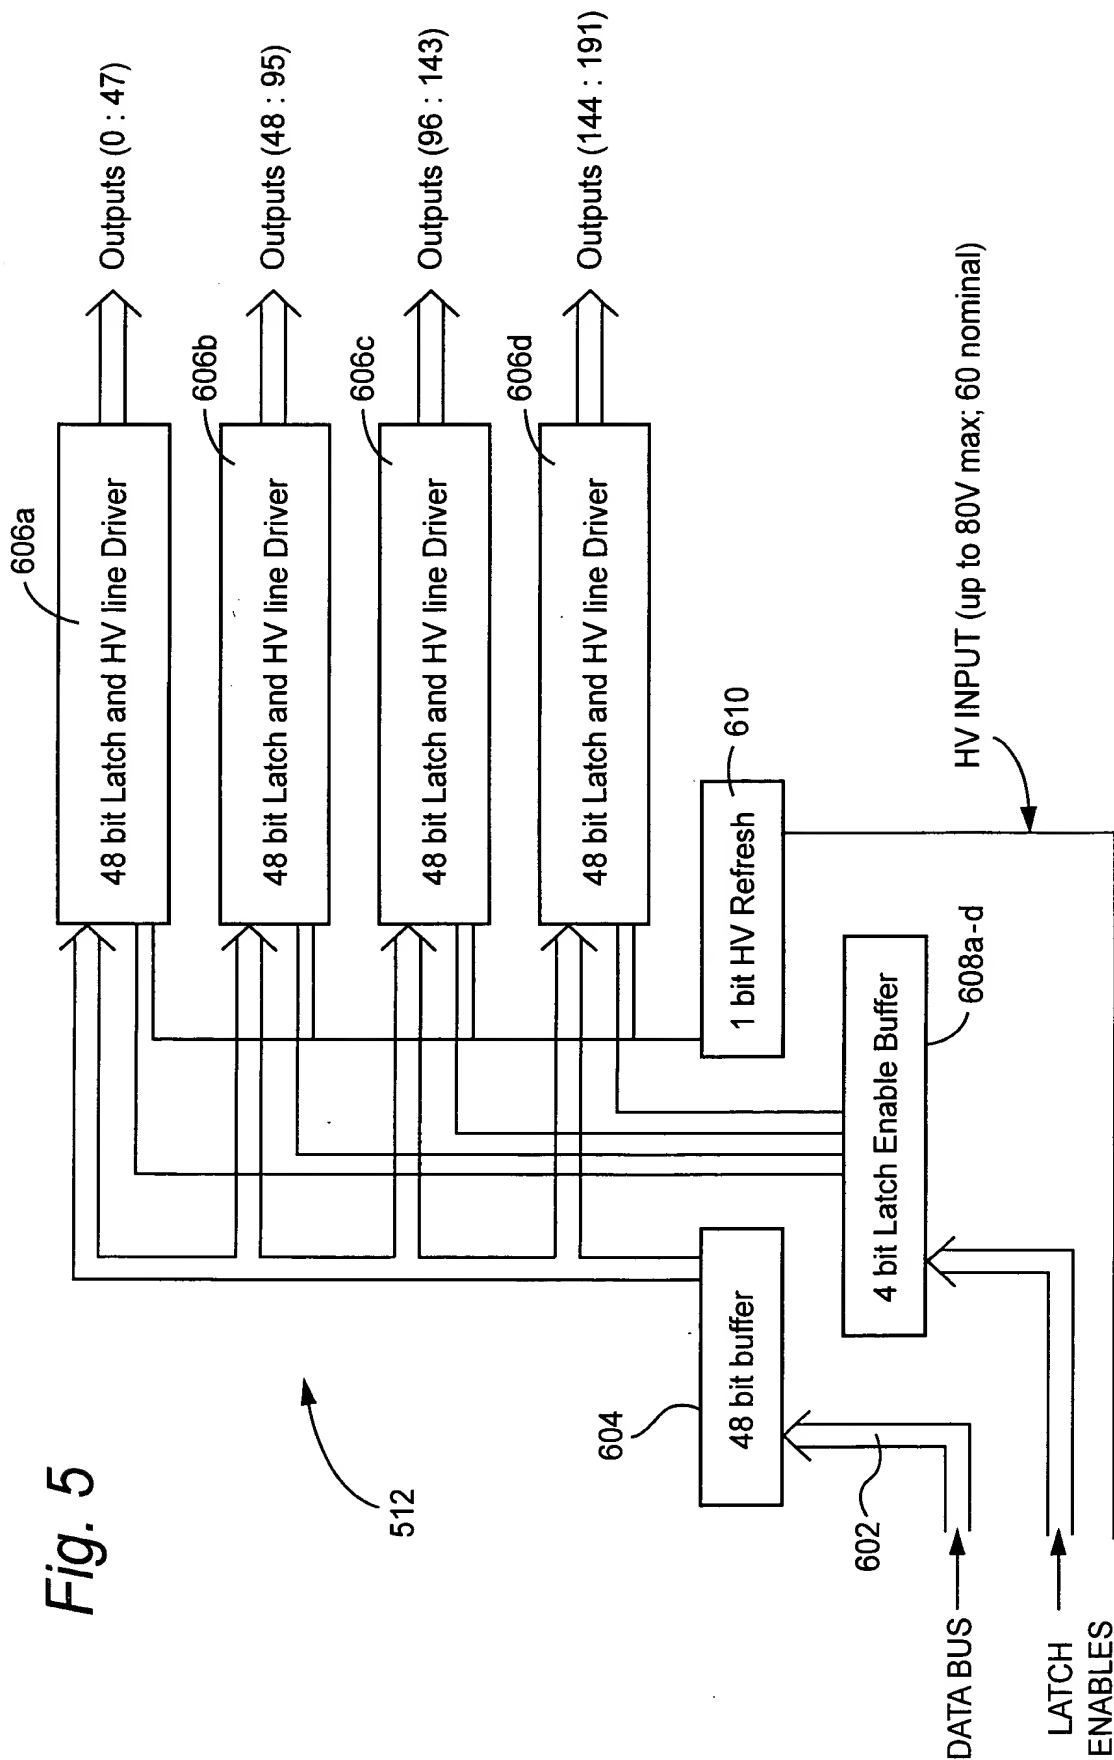 Fig. 5
512
606a
48 bit Latch and HV line Driver
Outputs (0 : 47)
606b
48 bit Latch and HV line Driver
Outputs (48 : 95)
606c
48 bit Latch and HV line Driver
Outputs (96 : 143)
606d
48 bit Latch and HV line Driver
Outputs (144 : 191)
604
48 bit buffer
1 bit HV Refresh
610
4 bit Latch Enable Buffer
608a-d
602
DATA BUS
LATCH
ENABLES
HV INPUT (up to 80V max; 60 nominal)